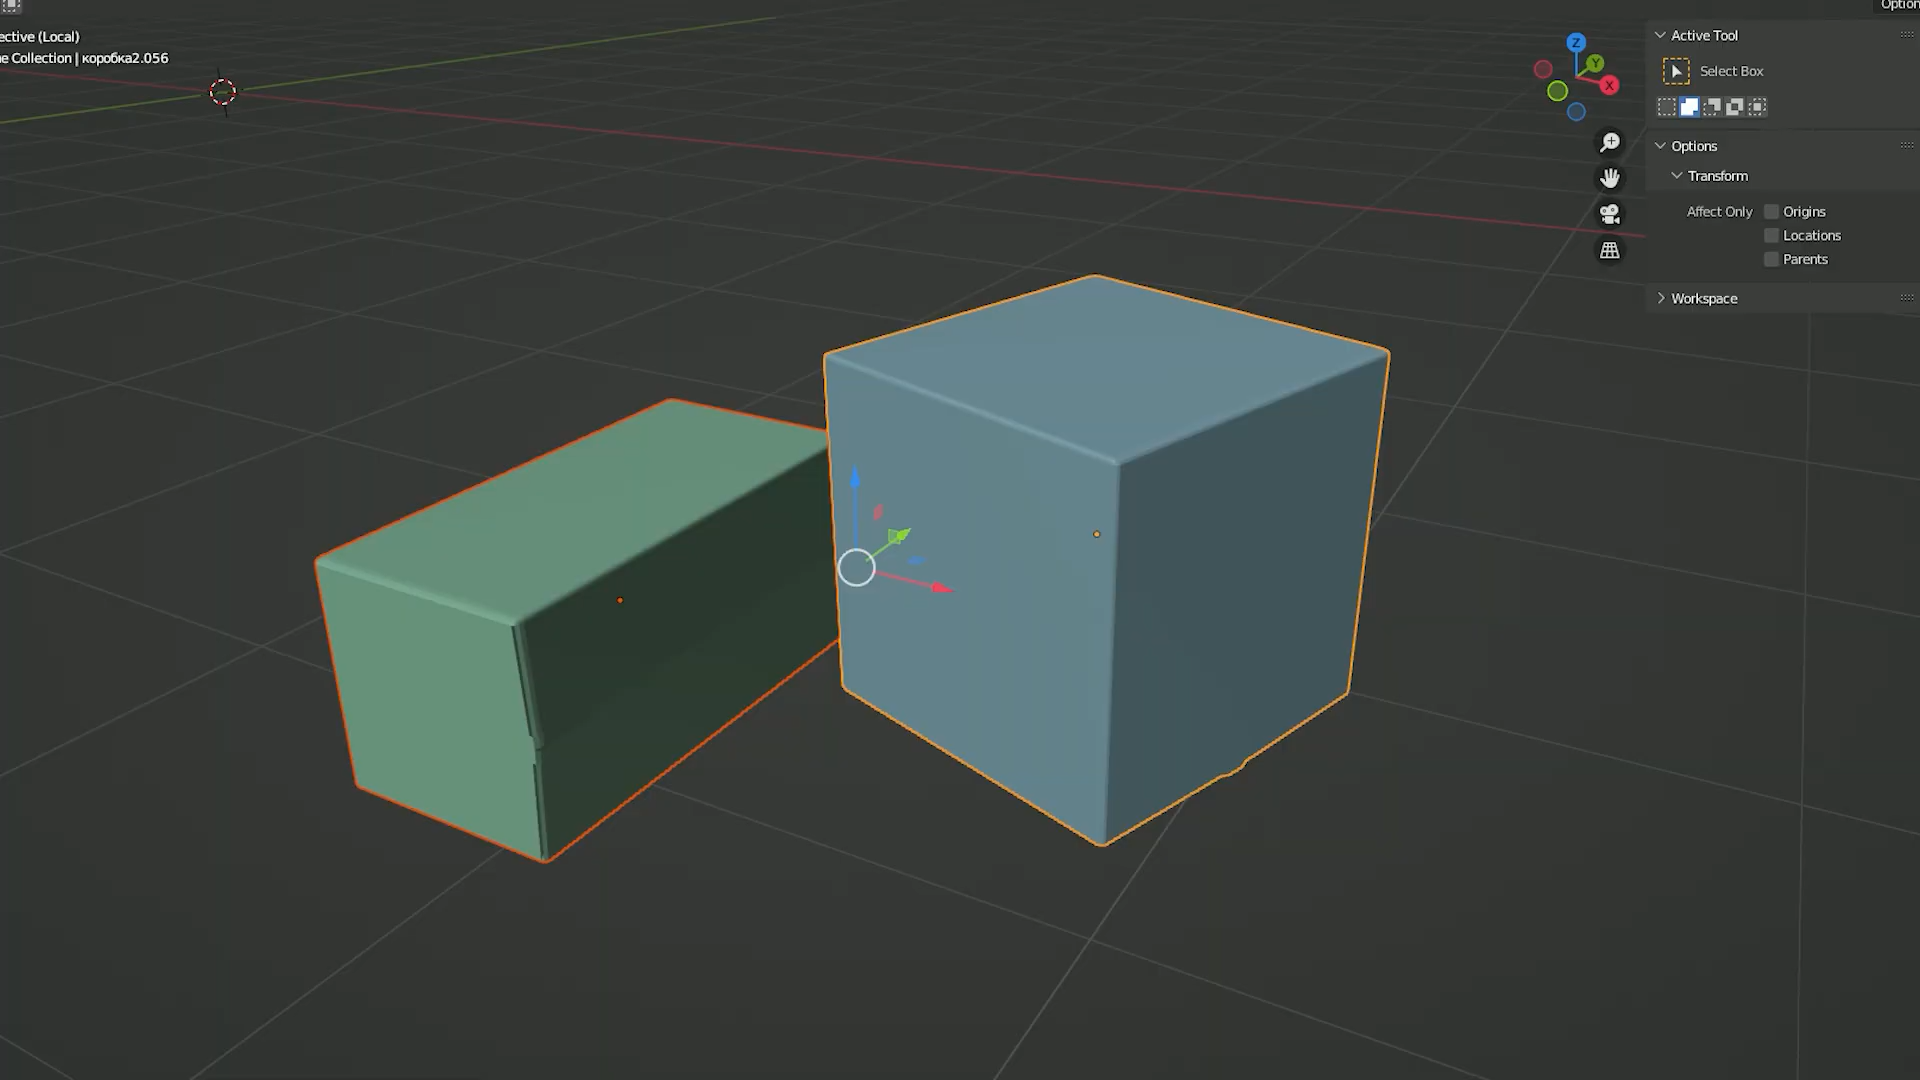 Option
ective (Local)
e Collection | коробка2.056
Z
Y
X
Active Tool
Select Box
Options
Transform
Affect Only Origins
Locations
Parents
Workspace